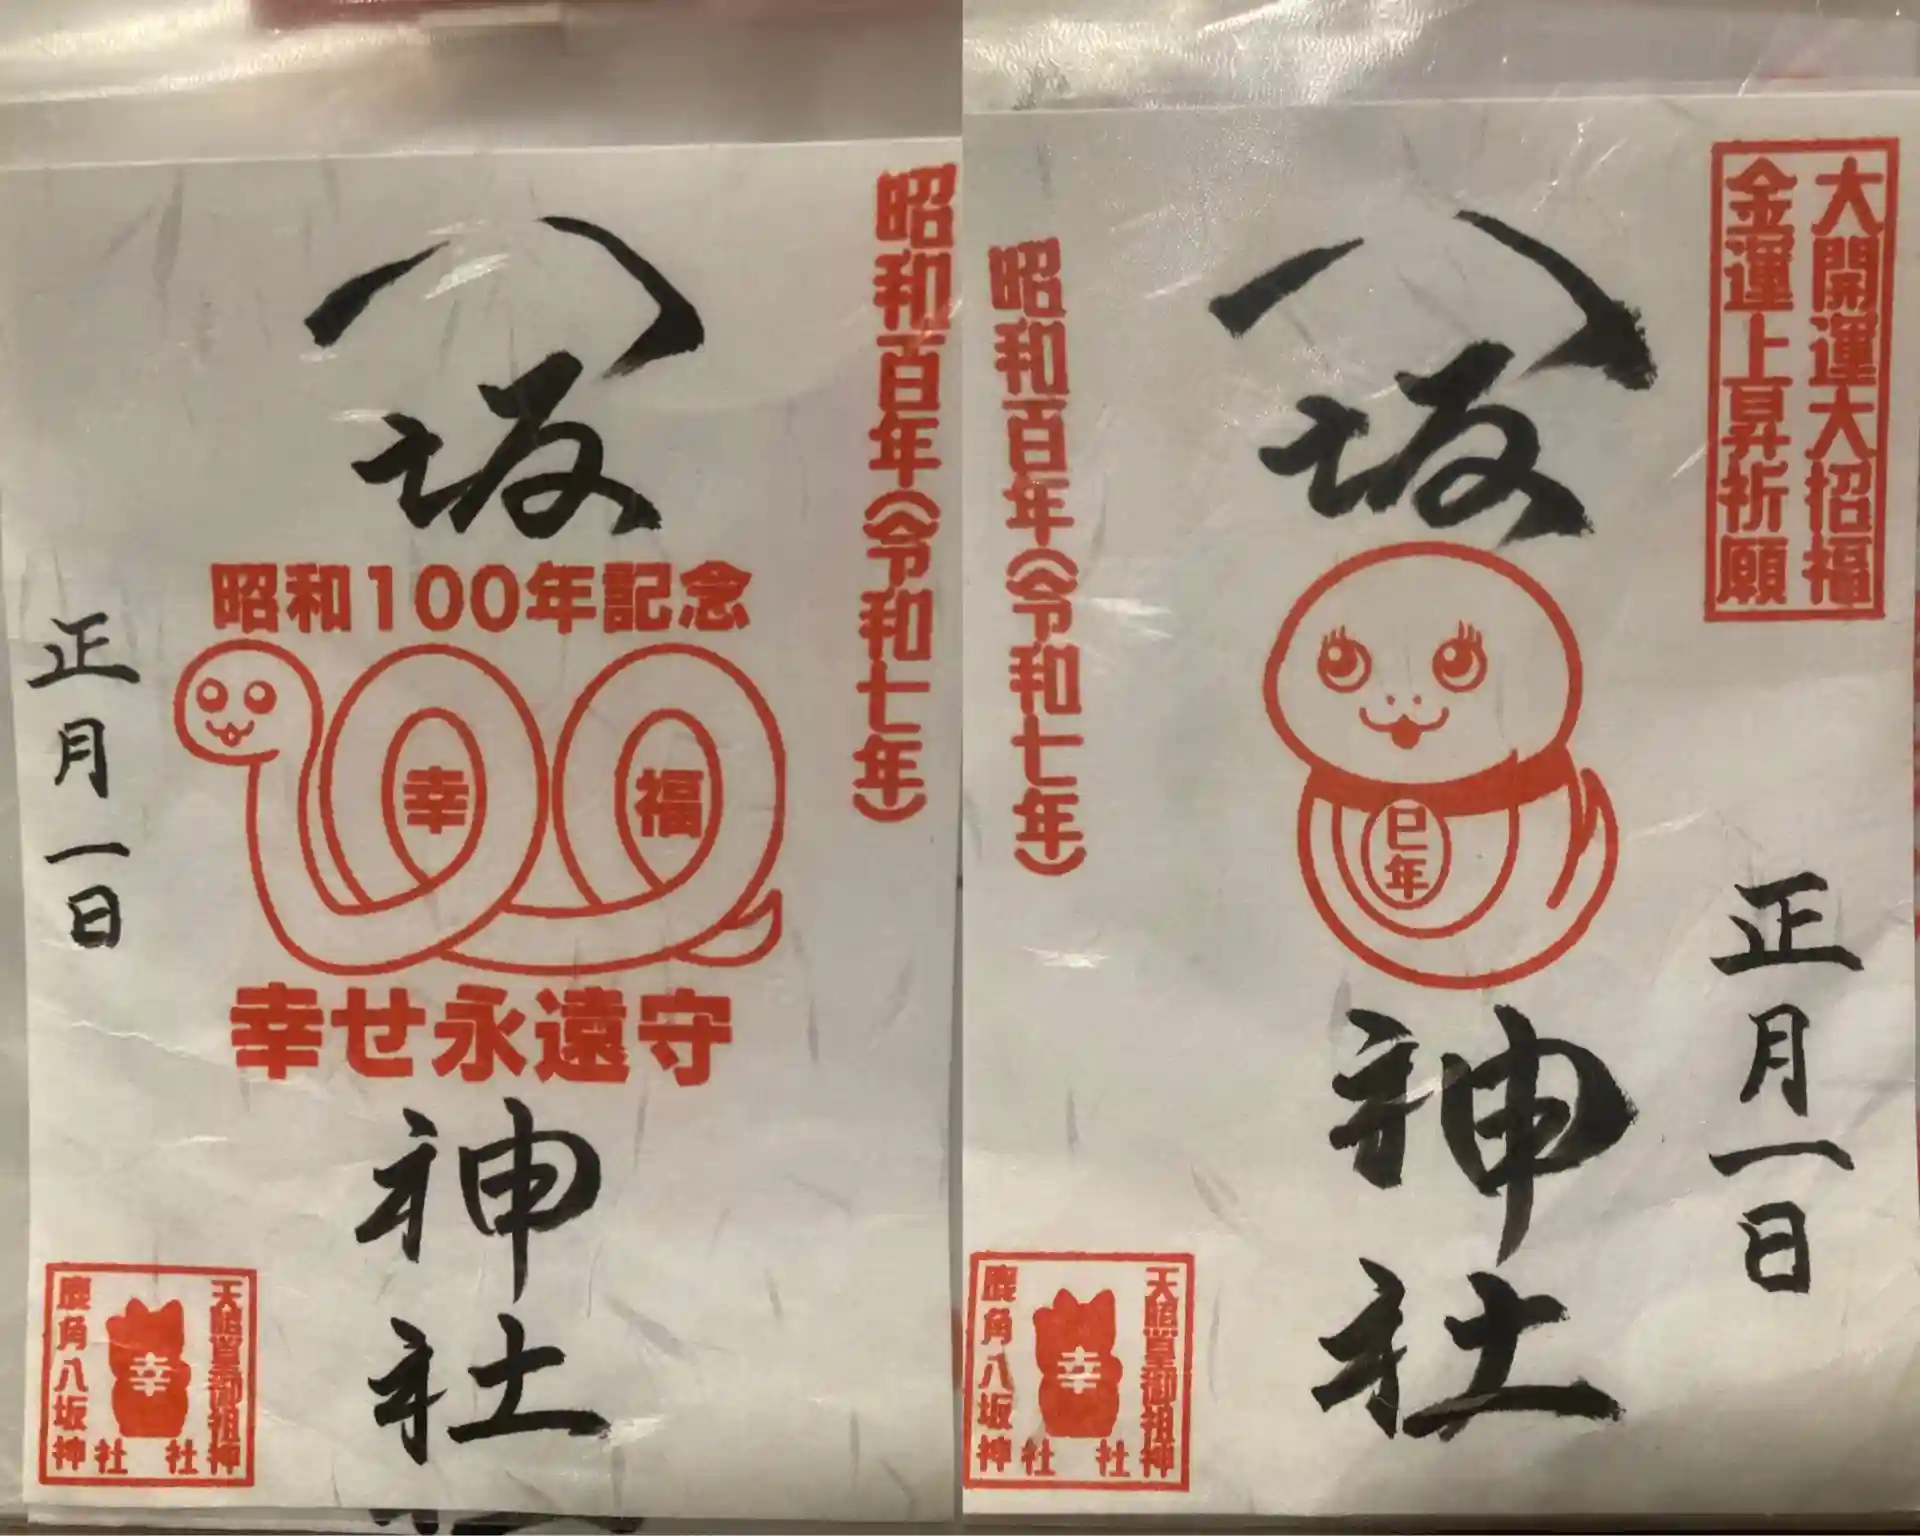 昭和百年(令和七年)
八坂
昭和100年記念
幸
福
幸せ永遠守
神社
正月一日
天照皇御祖神社
幸
鹿角八坂神社
大開運大招福
金運上昇祈願
正月一日
八坂
巳年
神社
昭和百年(令和七年)
天照皇御祖神社
幸
鹿角八坂神社